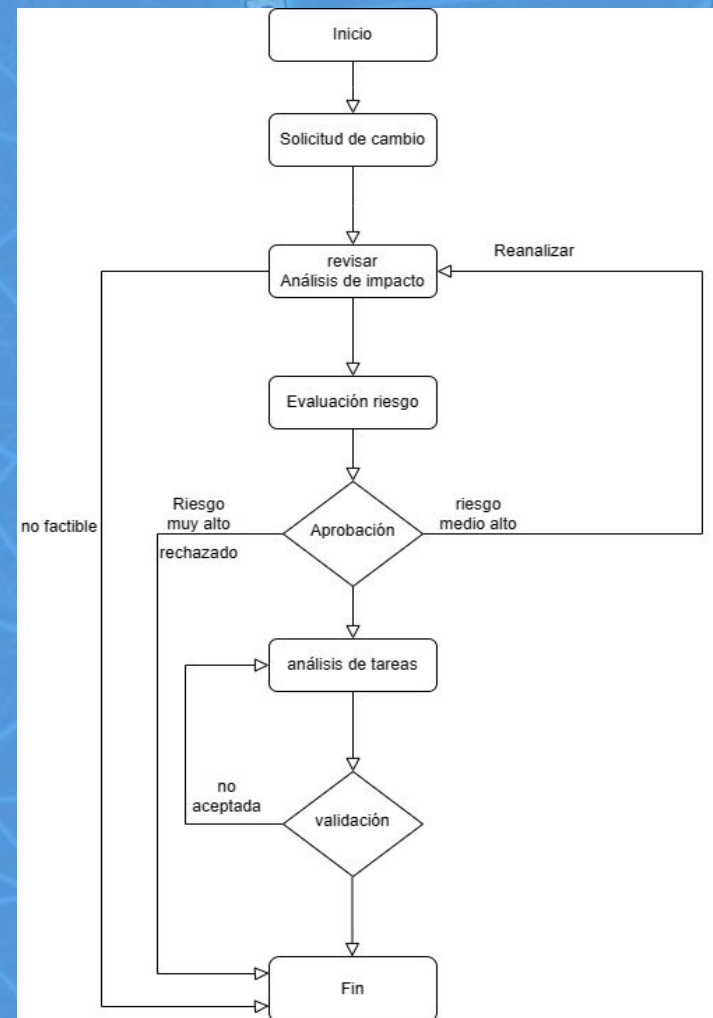 Inicio
Solicitud de cambio
revisar
Análisis de impacto
Reanalizar
Evaluación riesgo
no factible
Riesgo
muy alto
rechazado
Aprobación
riesgo
medio alto
análisis de tareas
no
aceptada
validación
Fin